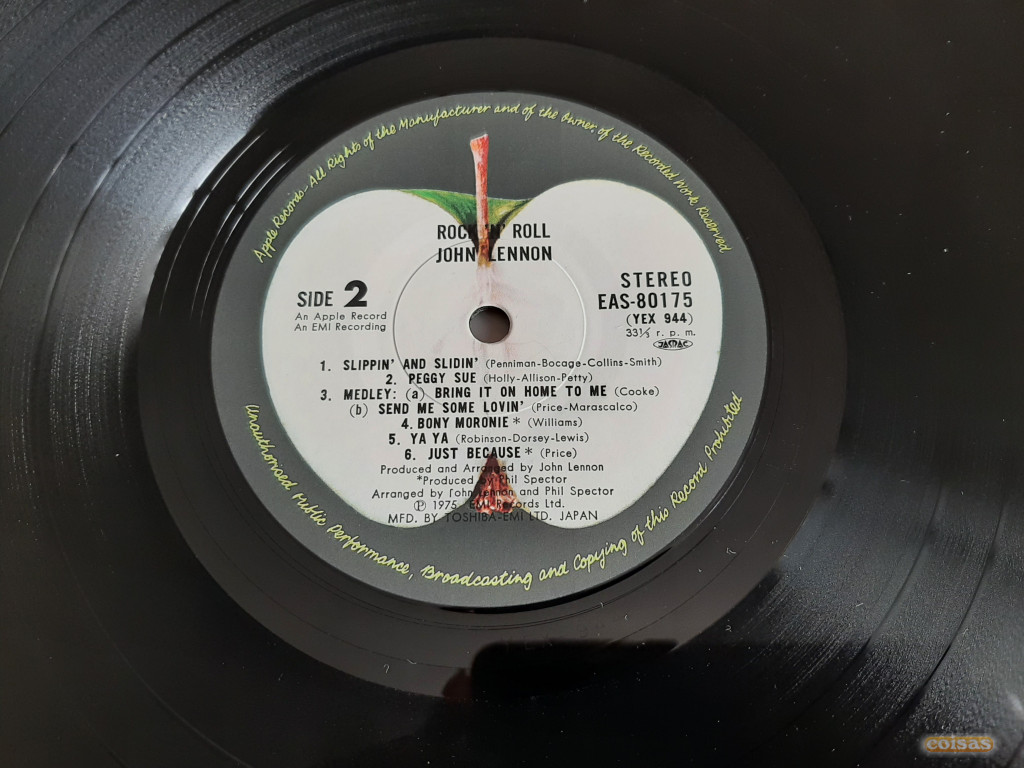 Apple Records-All Rights of the Manufacturer and of the Owner of the Recorded Work Reserved
ROCK 'N' ROLL
JOHN LENNON
SIDE 2
An Apple Record
An EMI Recording
STEREO
EAS-80175
(YEX 944)
33⅓ r. p. m.
JASRAC
1. SLIPPIN' AND SLIDIN' (Penniman-Bocage-Collins-Smith)
2. PEGGY SUE (Holly-Allison-Petty)
3. MEDLEY: (a) BRING IT ON HOME TO ME (Cooke)
(b) SEND ME SOME LOVIN' (Price-Marascalco)
4. BONY MORONIE* (Williams)
5. YA YA (Robinson-Dorsey-Lewis)
6. JUST BECAUSE* (Price)
Produced and Arranged by John Lennon
*Produced by Phil Spector
Arranged by John Lennon and Phil Spector
℗ 1975 EMI Records Ltd.
MFD. BY TOSHIBA-EMI LTD. JAPAN
Unauthorised Public Performance, Broadcasting and Copying of this Record Prohibited
coisas